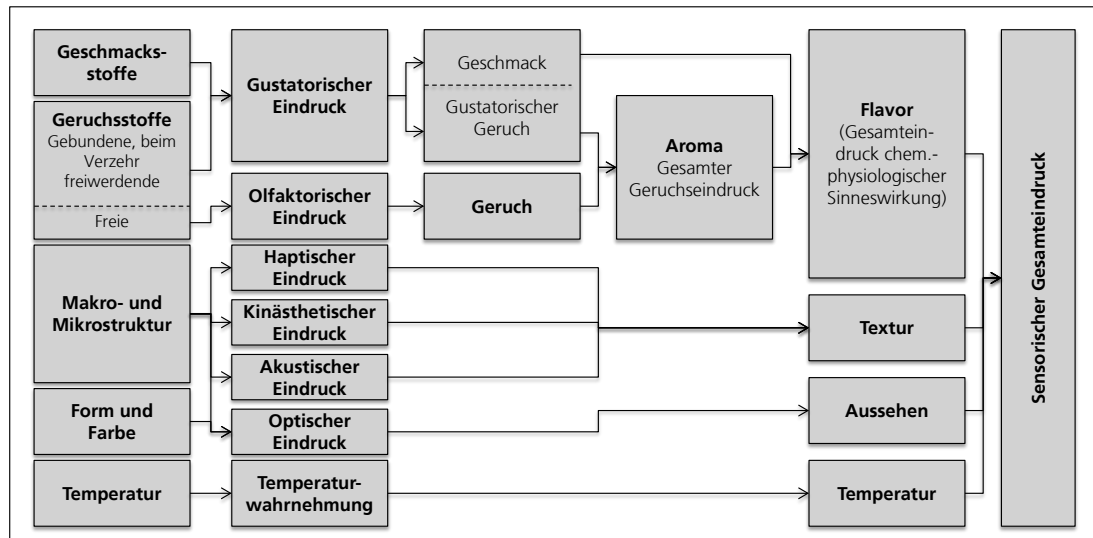 Geschmacks-
stoffe
Geruchsstoffe
Gebundene, beim
Verzehr
freiwerdende
Freie
Makro- und
Mikrostruktur
Form und
Farbe
Temperatur
Gustatorischer
Eindruck
Olfaktorischer
Eindruck
Haptischer
Eindruck
Kinästhetischer
Eindruck
Akustischer
Eindruck
Optischer
Eindruck
Temperatur-
wahrnehmung
Geschmack
Gustatorischer
Geruch
Geruch
Aroma
Gesamter
Geruchseindruck
Flavor
(Gesamtein-
druck chem.-
physiologischer
Sinneswirkung)
Textur
Aussehen
Temperatur
Sensorischer Gesamteindruck